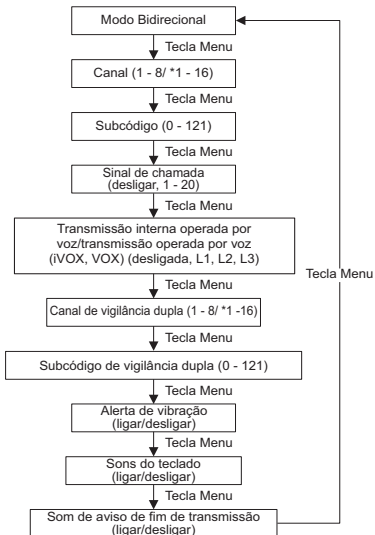 Modo Bidirecional
Tecla Menu
Canal (1 - 8/ *1 - 16)
Tecla Menu
Subcódigo (0 - 121)
Tecla Menu
Sinal de chamada
(desligar, 1 - 20)
Tecla Menu
Transmissão interna operada por
voz/transmissão operada por voz
(iVOX, VOX) (desligada, L1, L2, L3)
Tecla Menu
Tecla Menu
Canal de vigilância dupla (1 - 8/ *1 -16)
Tecla Menu
Subcódigo de vigilância dupla (0 - 121)
Tecla Menu
Alerta de vibração
(ligar/desligar)
Tecla Menu
Sons do teclado
(ligar/desligar)
Tecla Menu
Som de aviso de fim de transmissão
(ligar/desligar)